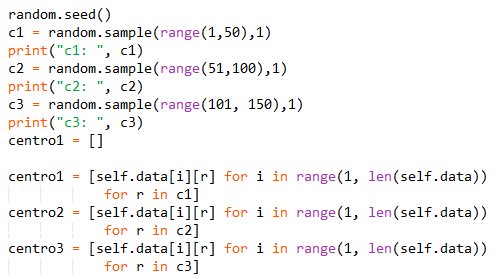 random.seed()
c1 = random.sample(range(1,50),1)
print("c1: ", c1)
c2 = random.sample(range(51,100),1)
print("c2: ", c2)
c3 = random.sample(range(101, 150),1)
print("c3: ", c3)
centro1 = []

centro1 = [self.data[i][r] for i in range(1, len(self.data))
            for r in c1]
centro2 = [self.data[i][r] for i in range(1, len(self.data))
            for r in c2]
centro3 = [self.data[i][r] for i in range(1, len(self.data))
            for r in c3]